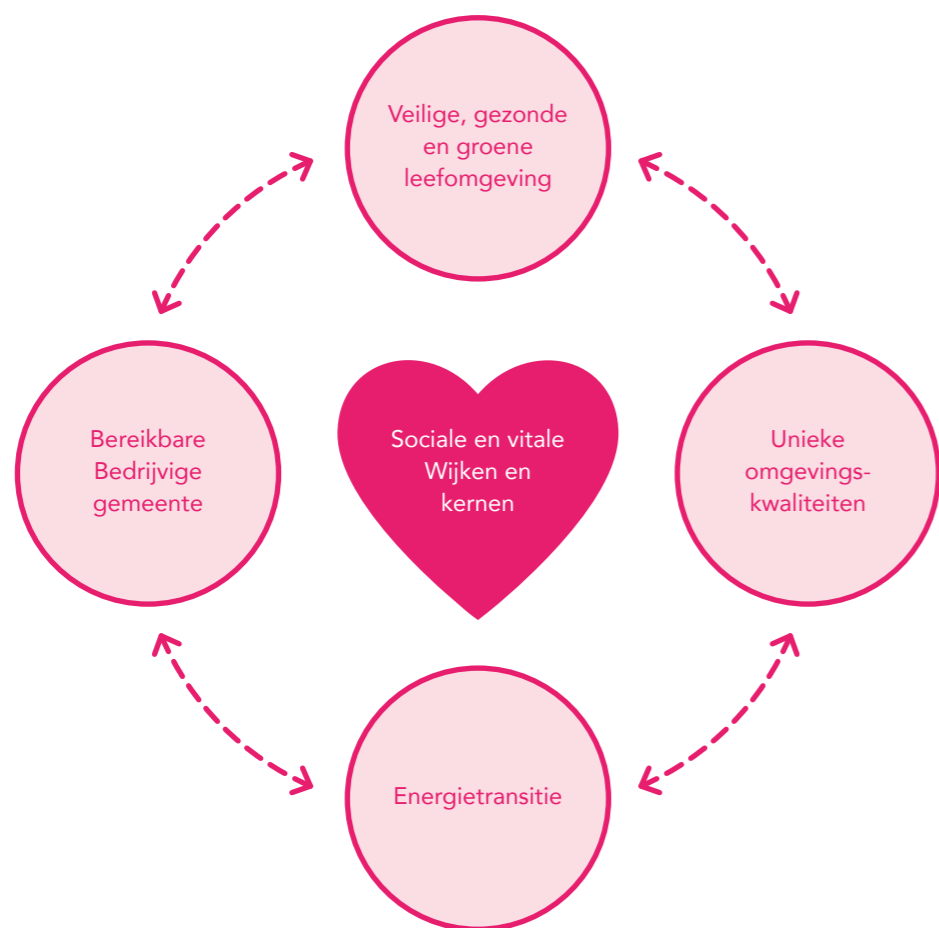 Veilige, gezonde
en groene
leefomgeving
Bereikbare
Bedrijvige
gemeente
Sociale en vitale
Wijken en
kernen
Unieke
omgevings-
kwaliteiten
Energietransitie